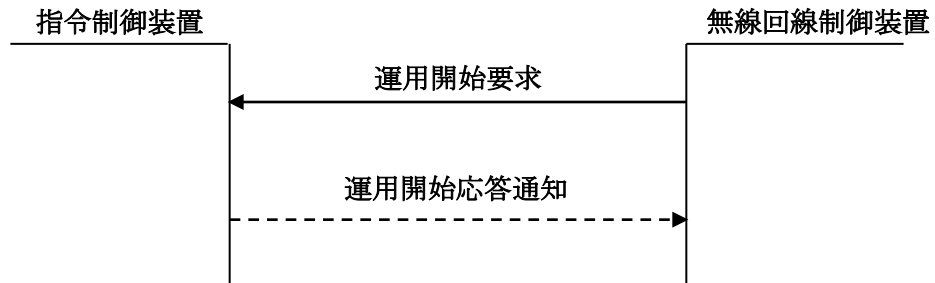 指令制御装置
無線回線制御装置
運用開始要求
運用開始応答通知